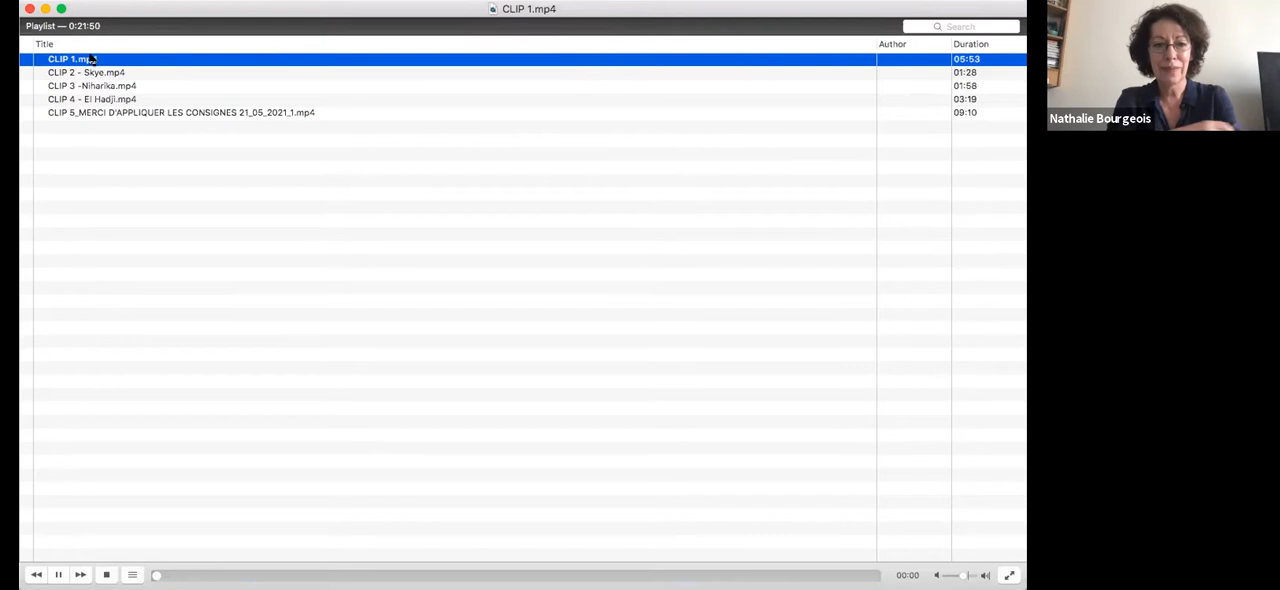 CLIP 1.mp4
Playlist — 0:21:50
Search
Title Author Duration
CLIP 1.mp4 05:53
CLIP 2 - Skye.mp4 01:28
CLIP 3 -Niharika.mp4 01:58
CLIP 4 - El Hadji.mp4 03:19
CLIP 5_MERCI D'APPLIQUER LES CONSIGNES 21_05_2021_1.mp4 09:10
Nathalie Bourgeois
00:00